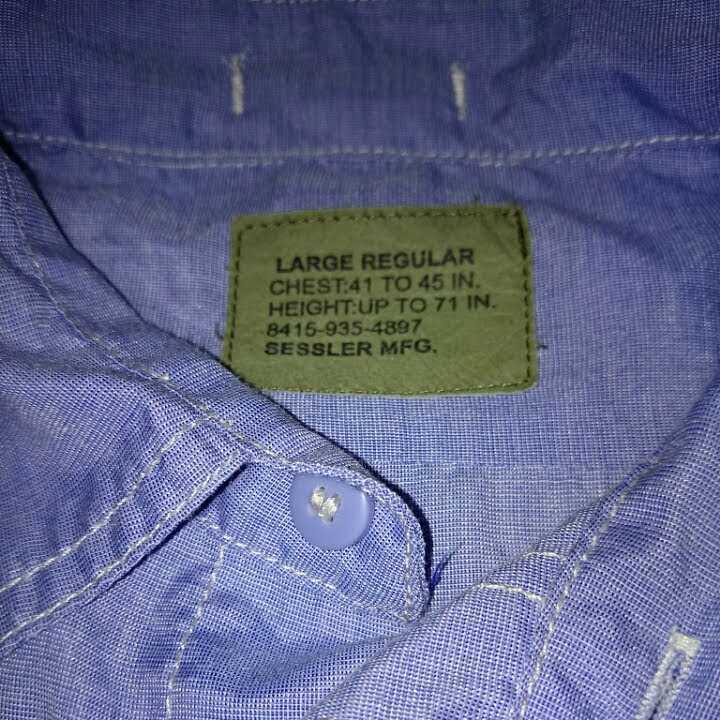 LARGE REGULAR
CHEST:41 TO 45 IN.
HEIGHT:UP TO 71 IN.
8415-935-4897
SESSLER MFG.